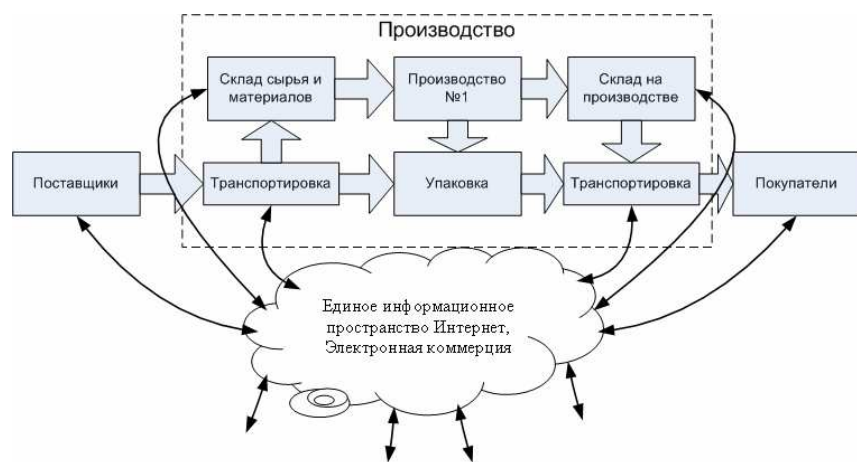 Производство
Склад сырья и
материалов
Производство
№1
Склад на
производстве
Поставщики
Транспортировка
Упаковка
Транспортировка
Покупатели
Единое информационное
пространство Интернет,
Электронная коммерция